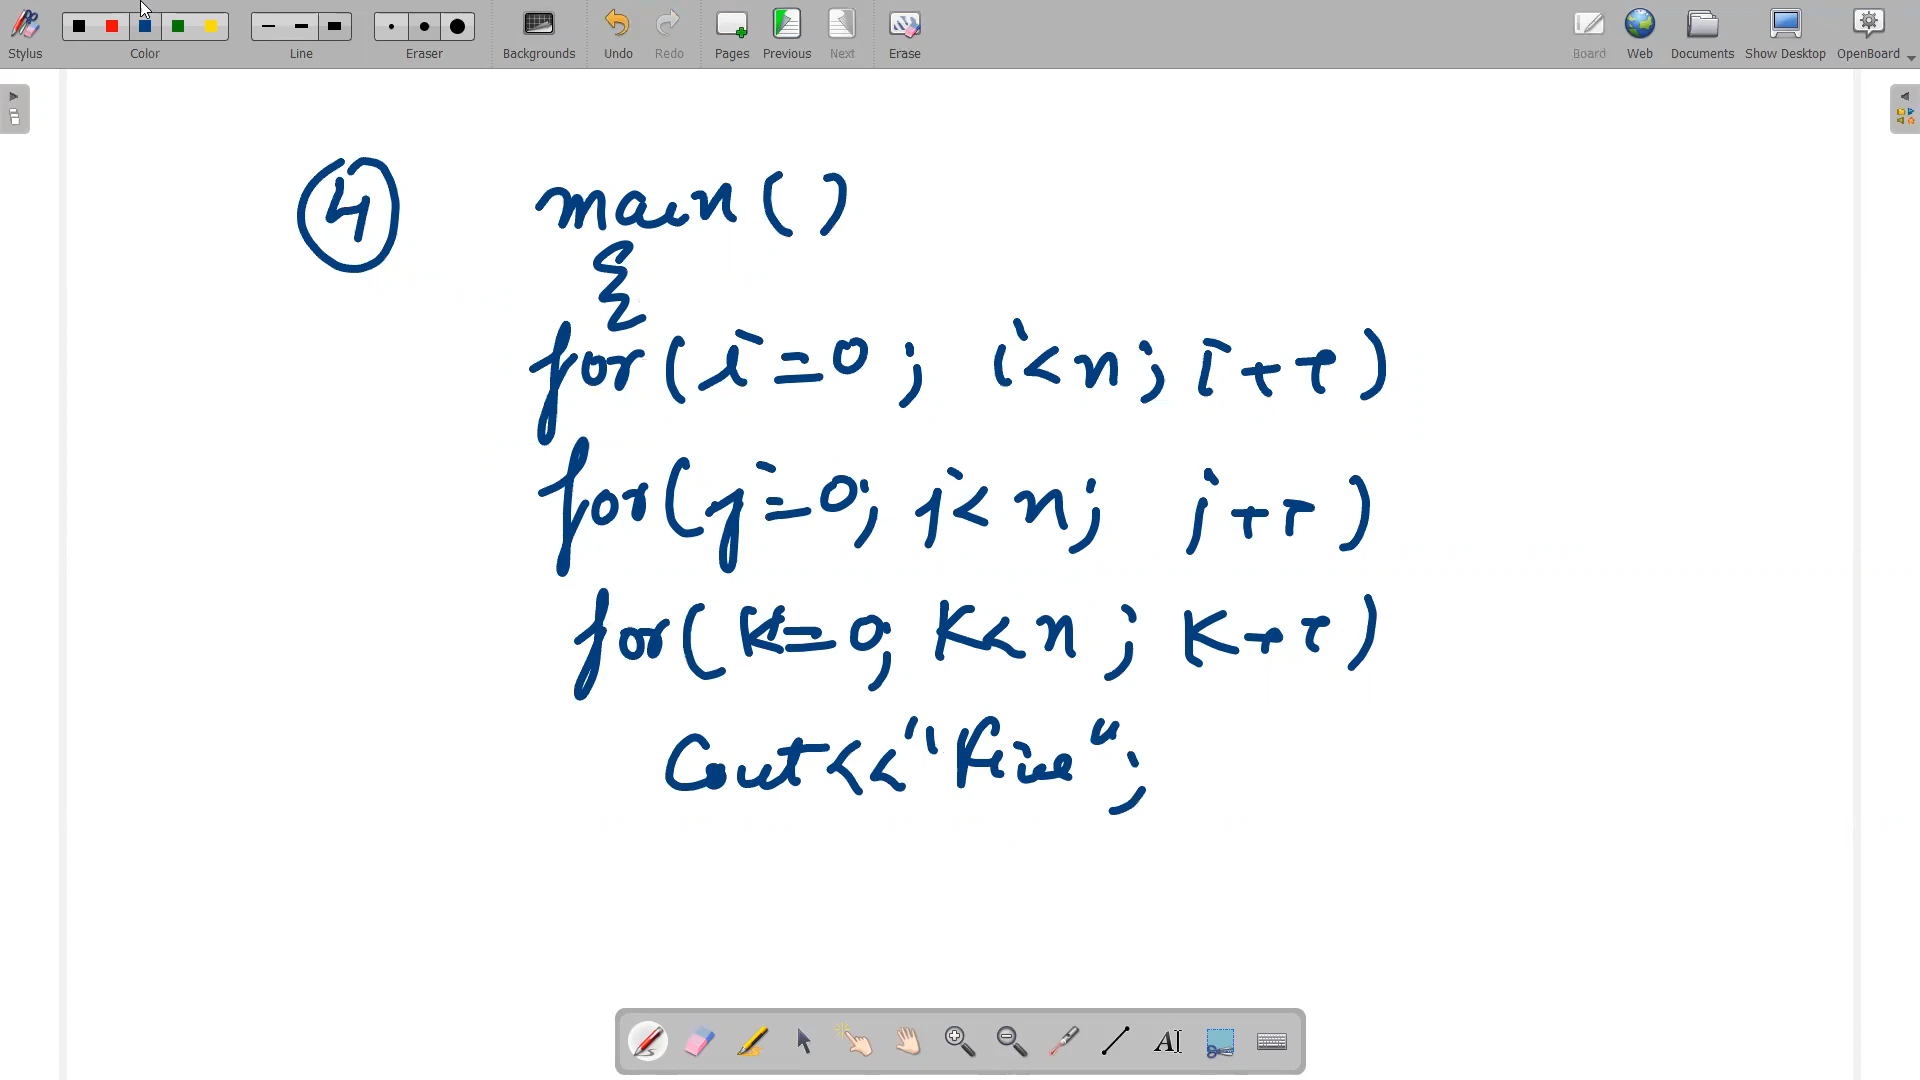 Stylus Color Line Eraser Backgrounds Undo Redo Pages Previous Next Erase Board Web Documents Show Desktop OpenBoard
4 main()
{
for(i=0; i<n; i++)
for(j=0; j<n; j++)
for(k=0; k<n; k++)
Cout<<"
";